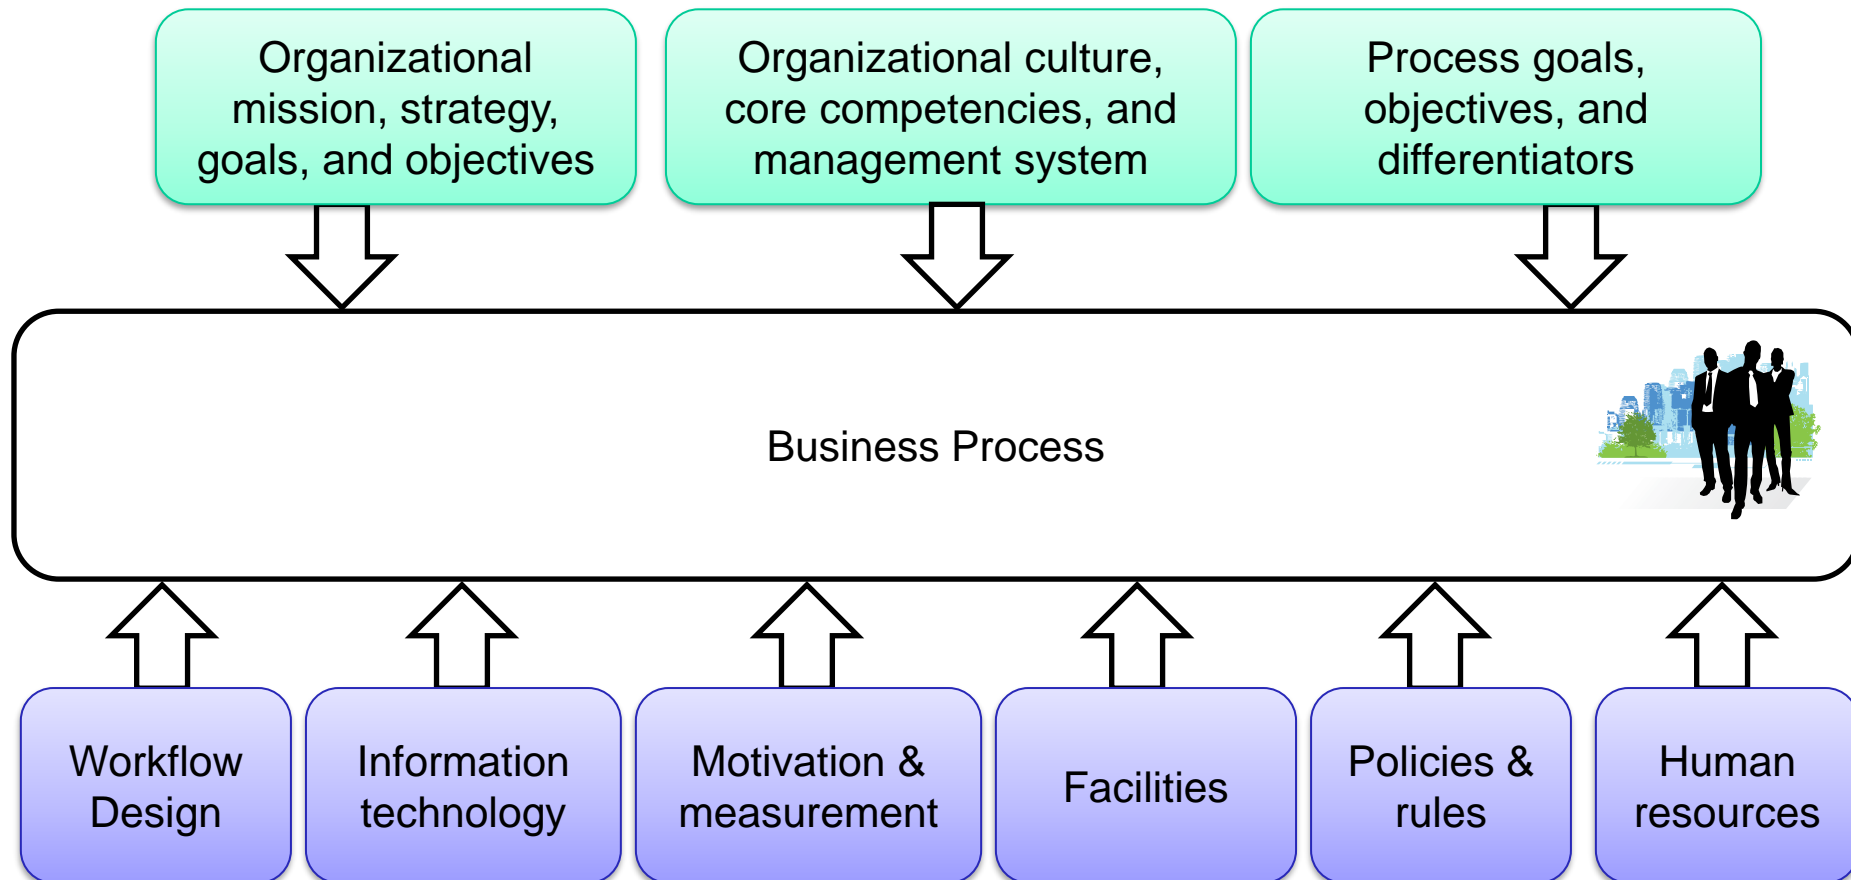 Organizational
mission, strategy,
goals, and objectives
Organizational culture,
core competencies, and
management system
Process goals,
objectives, and
differentiators
Business Process
Workflow
Design
Information
technology
Motivation &
measurement
Facilities
Policies &
rules
Human
resources